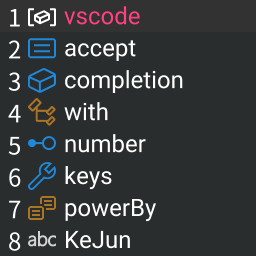 1 vscode
2 accept
3 completion
4 with
5 number
6 keys
7 powerBy
8 abc KeJun